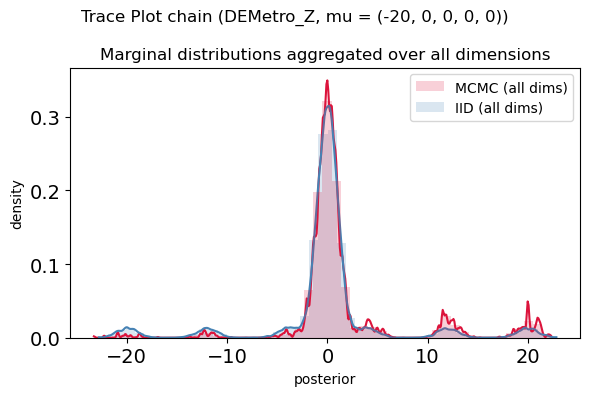 Trace Plot chain (DEMetro_Z, mu = (-20, 0, 0, 0, 0))
Marginal distributions aggregated over all dimensions
MCMC (all dims)
IID (all dims)
density
0.3
0.2
0.1
0.0
−20
−10
0
10
20
posterior